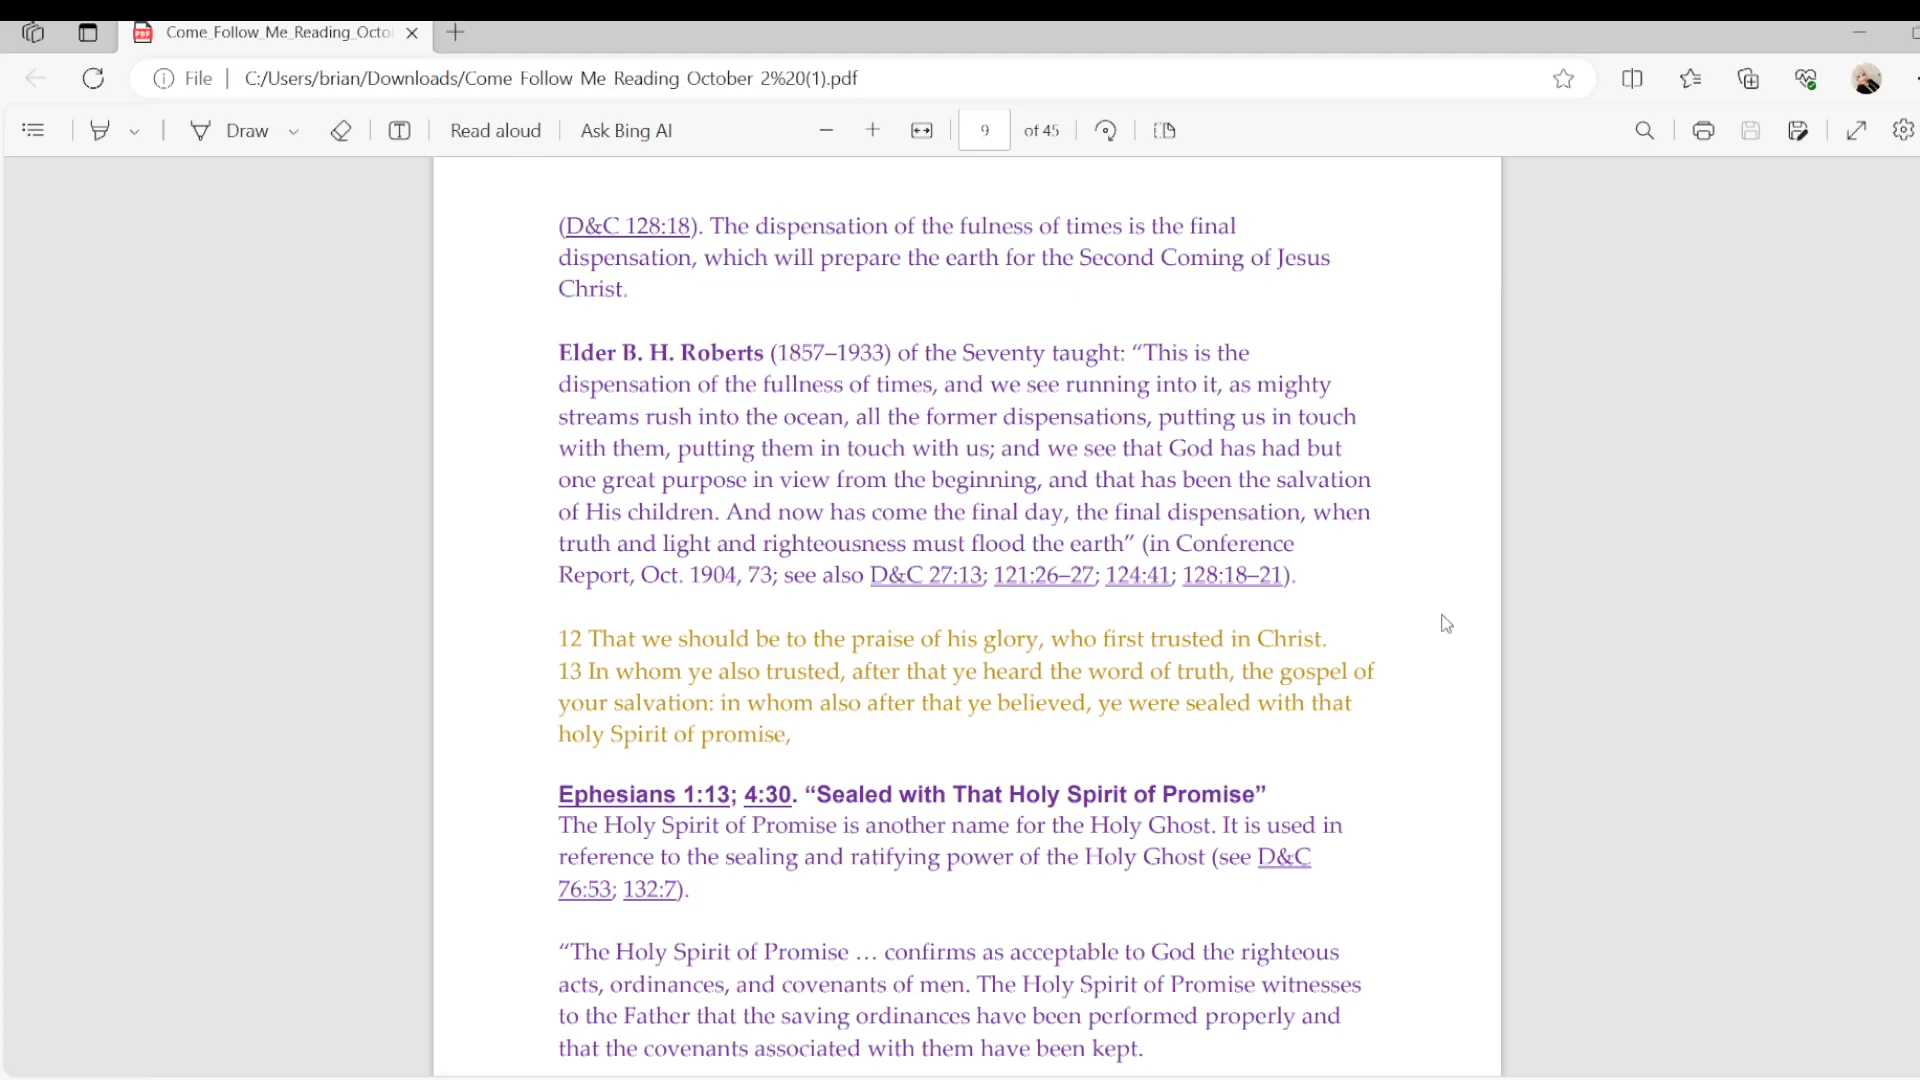 Come_Follow_Me_Reading_Octo
File | C:/Users/brian/Downloads/Come Follow Me Reading October 2%20(1).pdf
Draw Read aloud Ask Bing AI 9 of 45
(D&C 128:18). The dispensation of the fulness of times is the final
dispensation, which will prepare the earth for the Second Coming of Jesus
Christ.
Elder B. H. Roberts (1857–1933) of the Seventy taught: “This is the
dispensation of the fullness of times, and we see running into it, as mighty
streams rush into the ocean, all the former dispensations, putting us in touch
with them, putting them in touch with us; and we see that God has had but
one great purpose in view from the beginning, and that has been the salvation
of His children. And now has come the final day, the final dispensation, when
truth and light and righteousness must flood the earth” (in Conference
Report, Oct. 1904, 73; see also D&C 27:13; 121:26–27; 124:41; 128:18–21).
12 That we should be to the praise of his glory, who first trusted in Christ.
13 In whom ye also trusted, after that ye heard the word of truth, the gospel of
your salvation: in whom also after that ye believed, ye were sealed with that
holy Spirit of promise,
Ephesians 1:13; 4:30. “Sealed with That Holy Spirit of Promise”
The Holy Spirit of Promise is another name for the Holy Ghost. It is used in
reference to the sealing and ratifying power of the Holy Ghost (see D&C
76:53; 132:7).
“The Holy Spirit of Promise … confirms as acceptable to God the righteous
acts, ordinances, and covenants of men. The Holy Spirit of Promise witnesses
to the Father that the saving ordinances have been performed properly and
that the covenants associated with them have been kept.